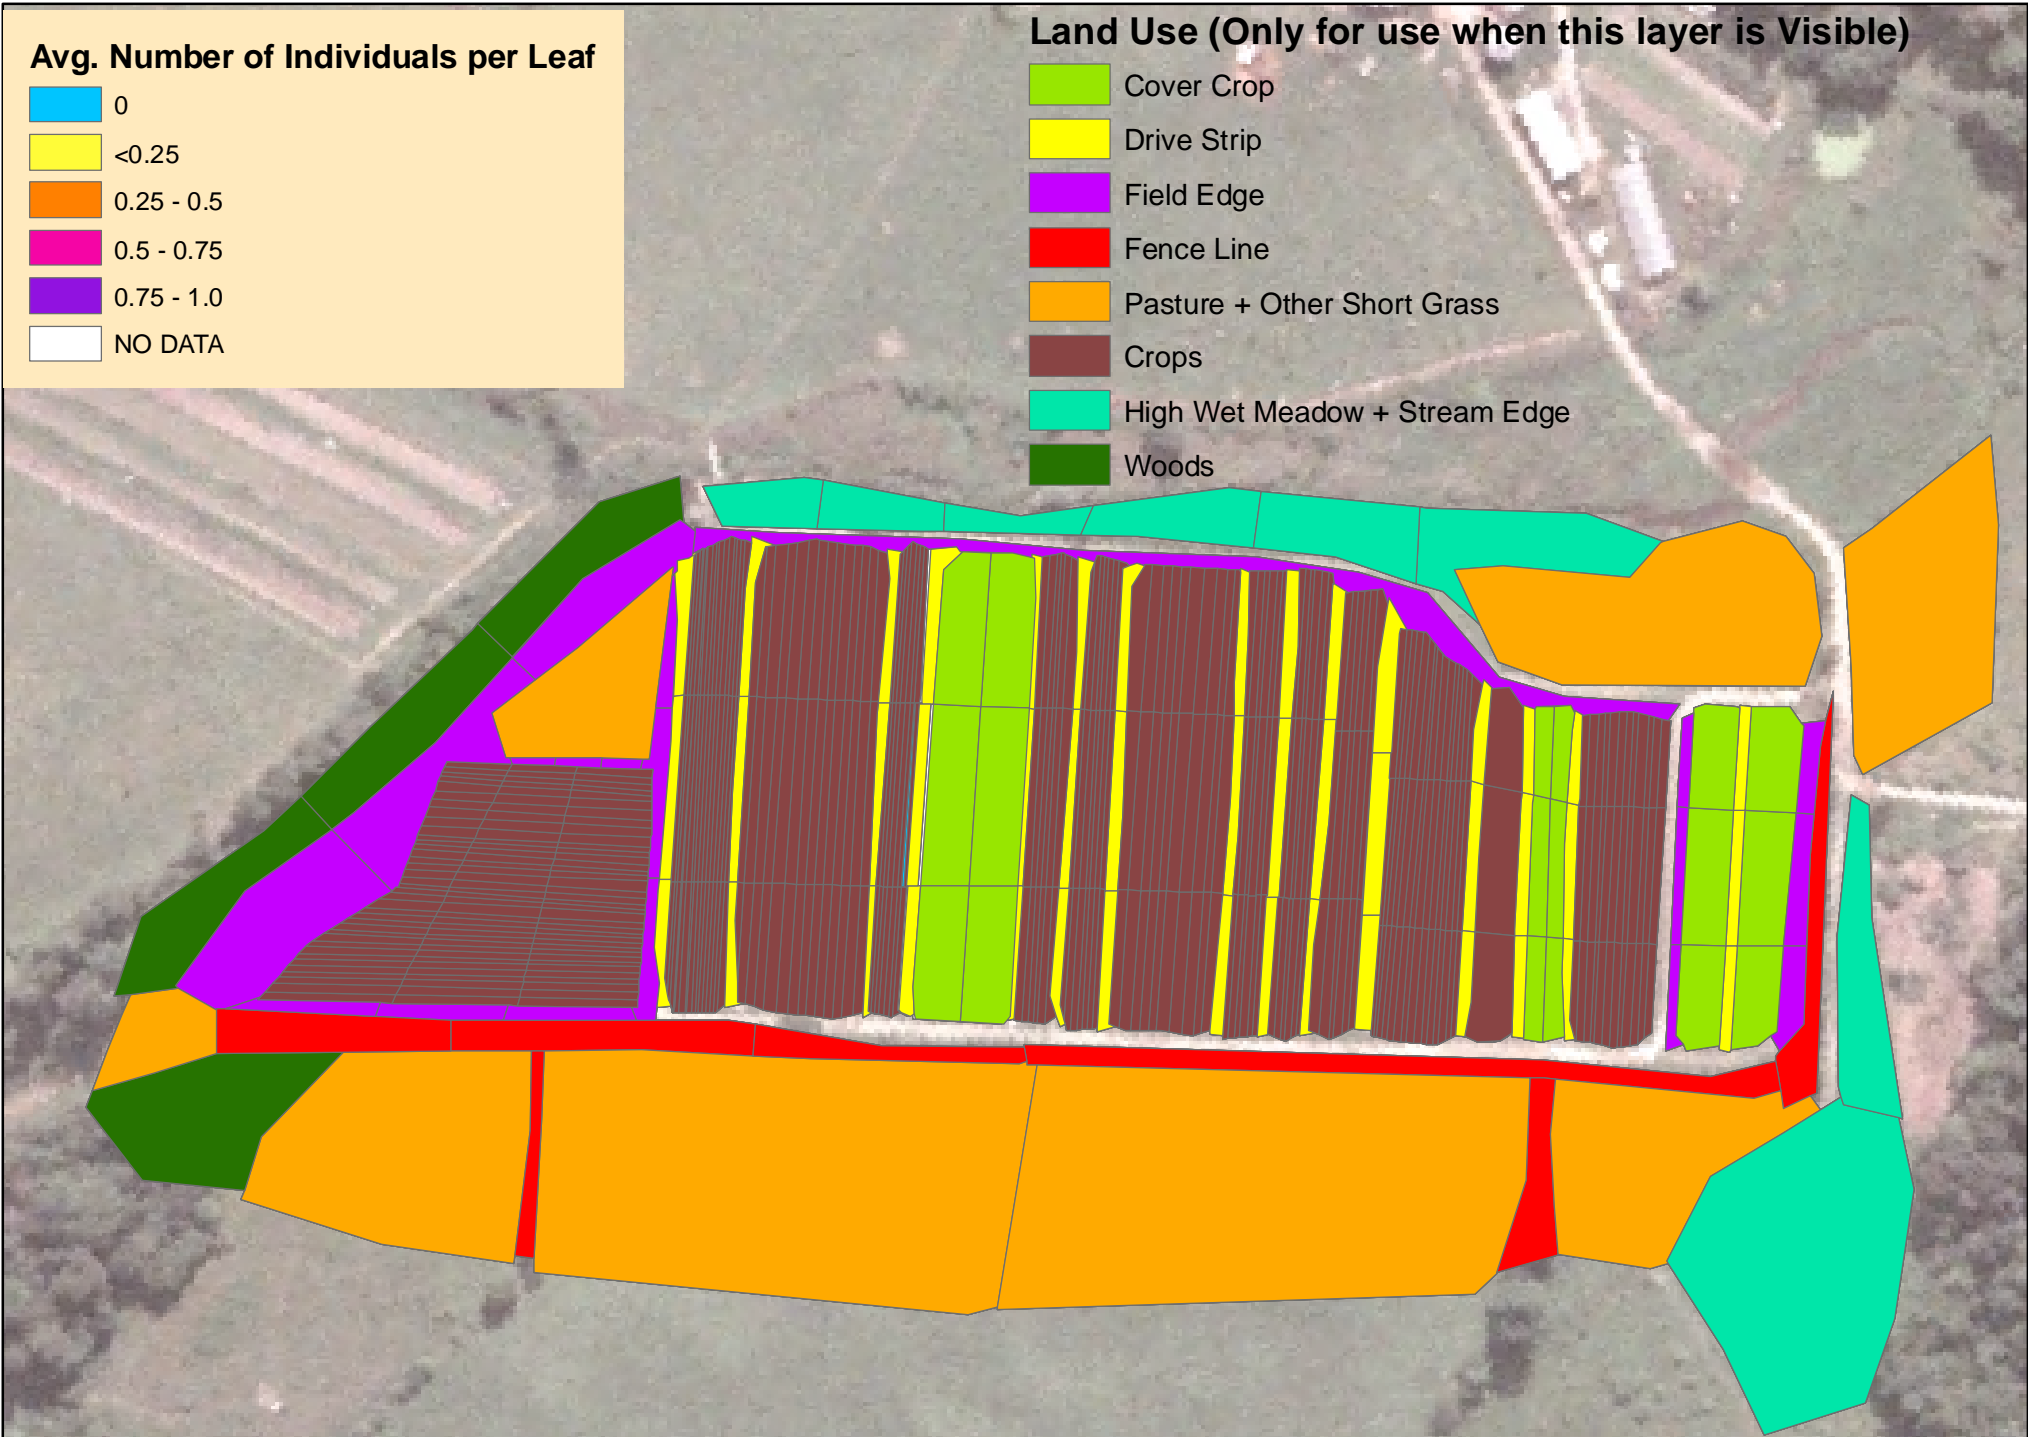 Avg. Number of Individuals per Leaf
0
<0.25
0.25 - 0.5
0.5 - 0.75
0.75 - 1.0
NO DATA
Land Use (Only for use when this layer is Visible)
Cover Crop
Drive Strip
Field Edge
Fence Line
Pasture + Other Short Grass
Crops
High Wet Meadow + Stream Edge
Woods